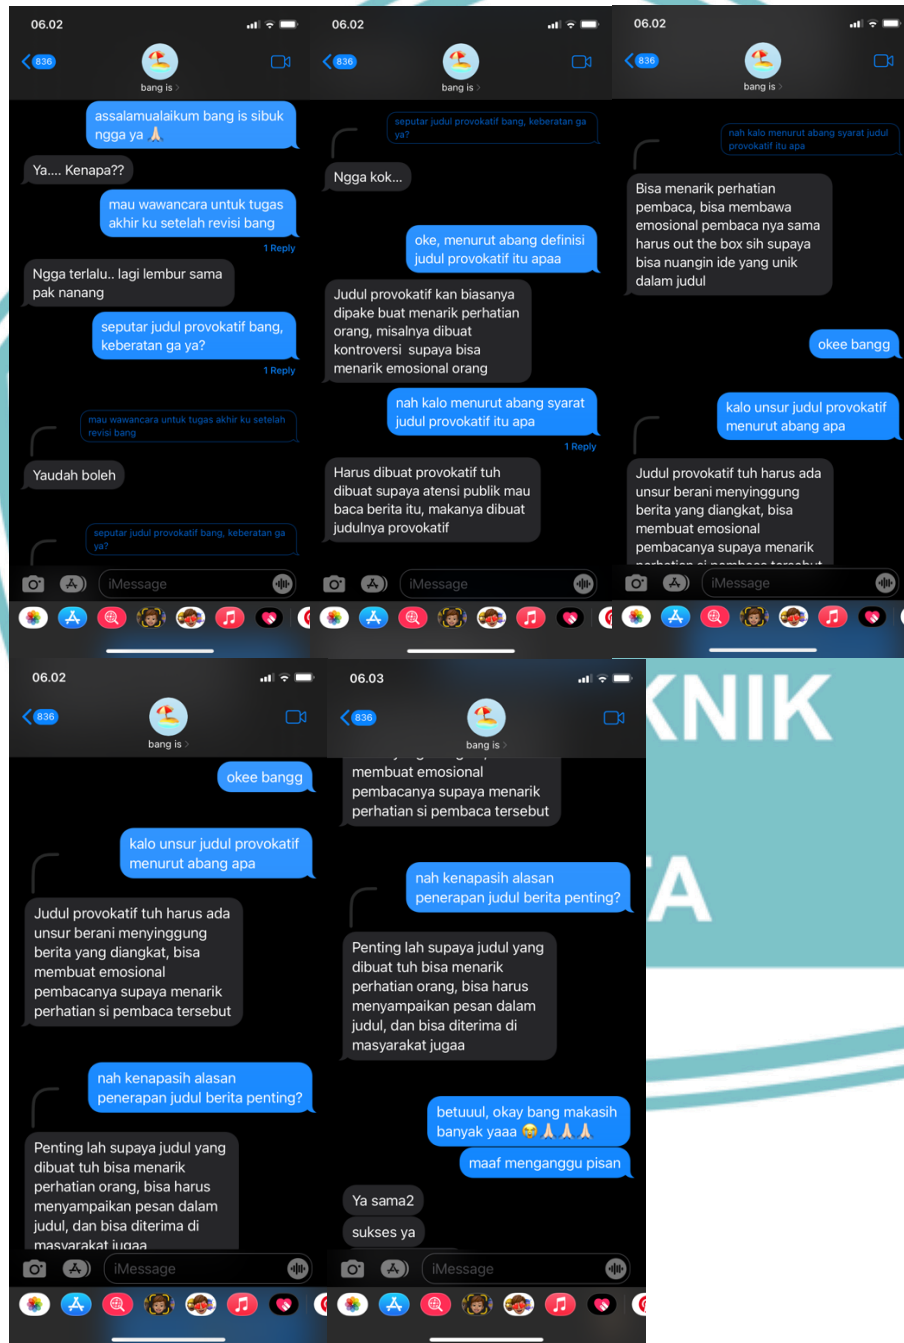 06.02
836
bang is
assalamualaikum bang is sibuk
ngga ya 🙏🏻
Ya.... Kenapa??
mau wawancara untuk tugas
akhir ku setelah revisi bang
1 Reply
Ngga terlalu.. lagi lembur sama
pak nanang
seputar judul provokatif bang,
keberatan ga ya?
1 Reply
mau wawancara untuk tugas akhir ku setelah
revisi bang
Yaudah boleh
seputar judul provokatif bang, keberatan ga
ya?
iMessage
06.02
836
bang is
seputar judul provokatif bang, keberatan ga
ya?
Ngga kok...
oke, menurut abang definisi
judul provokatif itu apaa
Judul provokatif kan biasanya
dipake buat menarik perhatian
orang, misalnya dibuat
kontroversi supaya bisa
menarik emosional orang
nah kalo menurut abang syarat
judul provokatif itu apa
1 Reply
Harus dibuat provokatif tuh
dibuat supaya atensi publik mau
baca berita itu, makanya dibuat
judulnya provokatif
iMessage
06.02
836
bang is
nah kalo menurut abang syarat judul
provokatif itu apa
Bisa menarik perhatian
pembaca, bisa membawa
emosional pembaca nya sama
harus out the box sih supaya
bisa nuangin ide yang unik
dalam judul
okee bangg
kalo unsur judul provokatif
menurut abang apa
Judul provokatif tuh harus ada
unsur berani menyinggung
berita yang diangkat, bisa
membuat emosional
pembacanya supaya menarik
perhatian si pembaca tersebut
iMessage
06.02
836
bang is
okee bangg
kalo unsur judul provokatif
menurut abang apa
Judul provokatif tuh harus ada
unsur berani menyinggung
berita yang diangkat, bisa
membuat emosional
pembacanya supaya menarik
perhatian si pembaca tersebut
nah kenapasih alasan
penerapan judul berita penting?
Penting lah supaya judul yang
dibuat tuh bisa menarik
perhatian orang, bisa harus
menyampaikan pesan dalam
judul, dan bisa diterima di
masyarakat jugaa
iMessage
06.03
836
bang is
membuat emosional
pembacanya supaya menarik
perhatian si pembaca tersebut
nah kenapasih alasan
penerapan judul berita penting?
Penting lah supaya judul yang
dibuat tuh bisa menarik
perhatian orang, bisa harus
menyampaikan pesan dalam
judul, dan bisa diterima di
masyarakat jugaa
betuuul, okay bang makasih
banyak yaaa 😭🙏🏻🙏🏻🙏🏻
maaf menganggu pisan
Ya sama2
sukses ya
iMessage
KNIK
TA